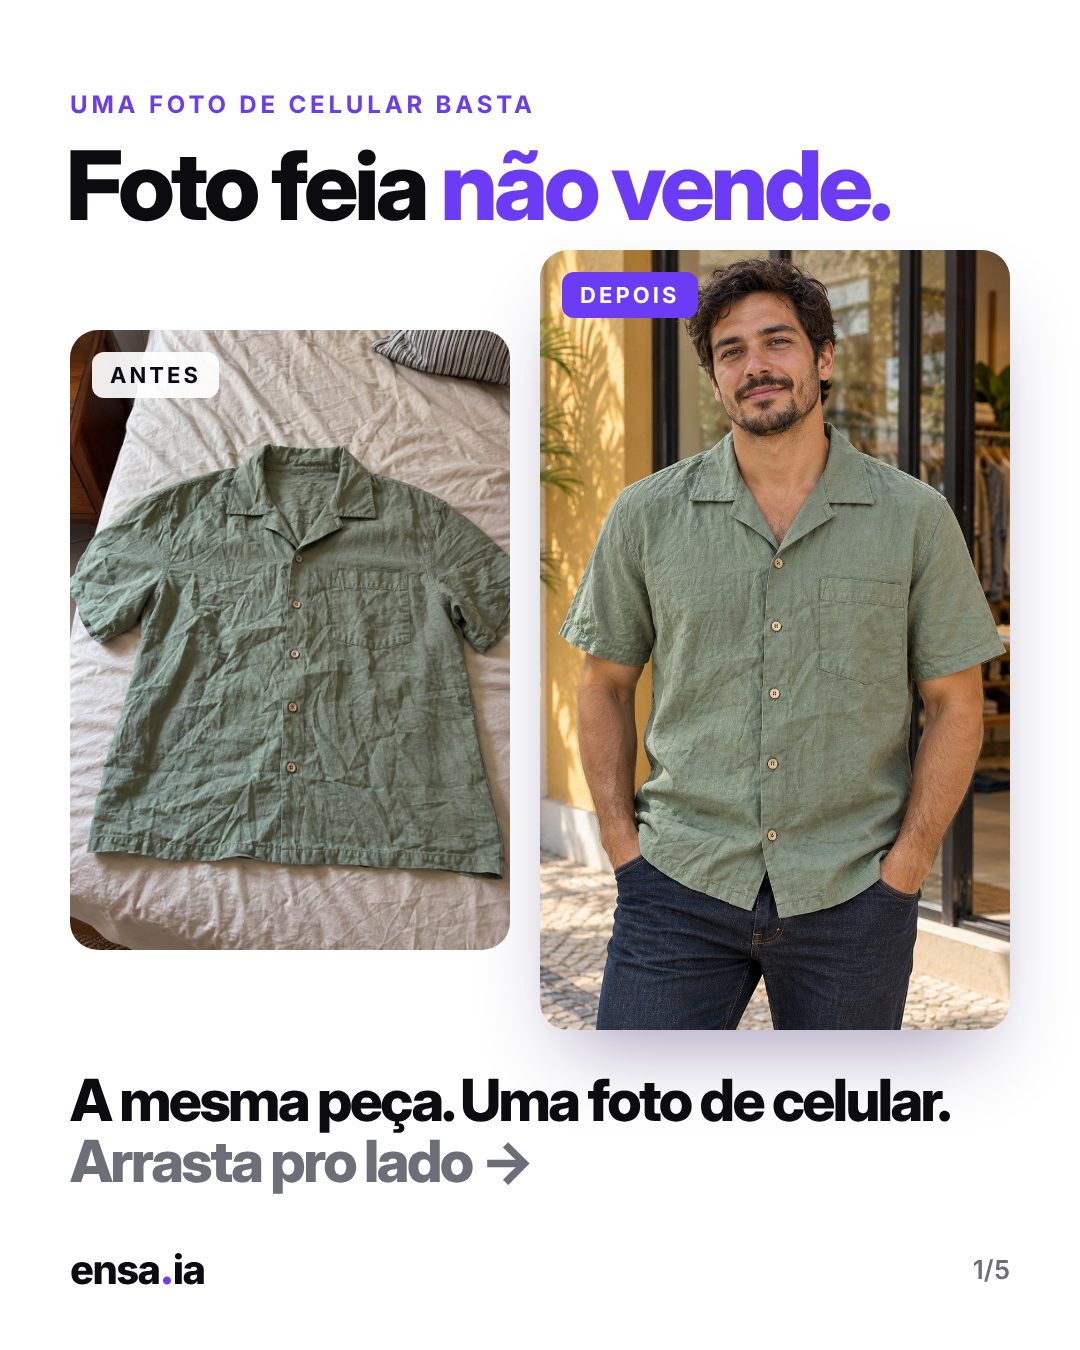 UMA FOTO DE CELULAR BASTA
Foto feia não vende.
ANTES
DEPOIS
A mesma peça. Uma foto de celular.
Arrasta pro lado →
ensa.ia
1/5